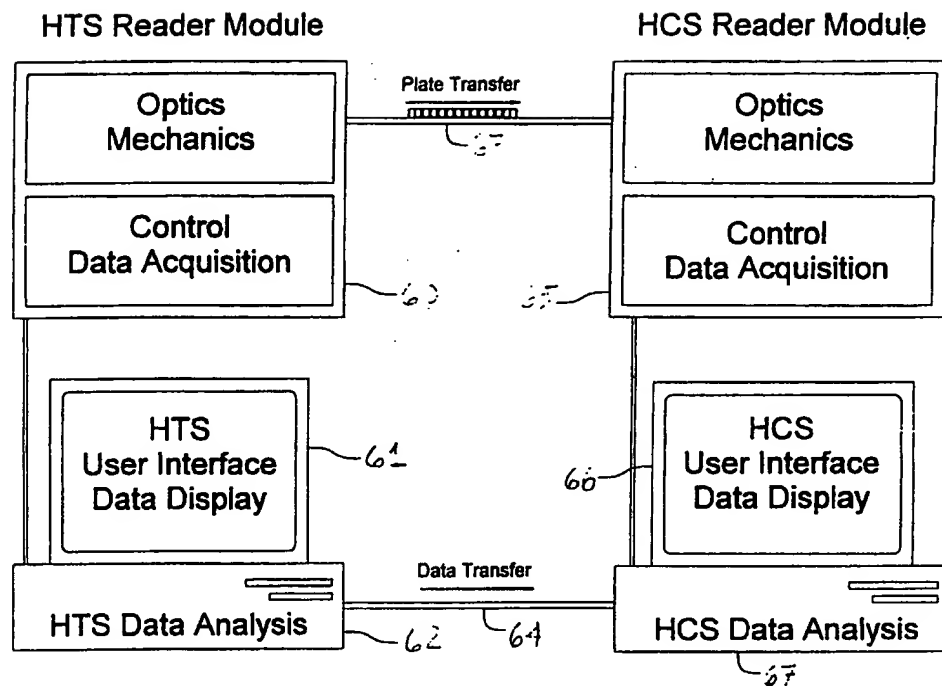 HTS Reader Module
HCS Reader Module
Optics
Mechanics
Plate Transfer
Optics
Mechanics
Control
Data Acquisition
Control
Data Acquisition
HTS
User Interface
Data Display
61
66
HCS
User Interface
Data Display
Data Transfer
HTS Data Analysis
62
64
HCS Data Analysis